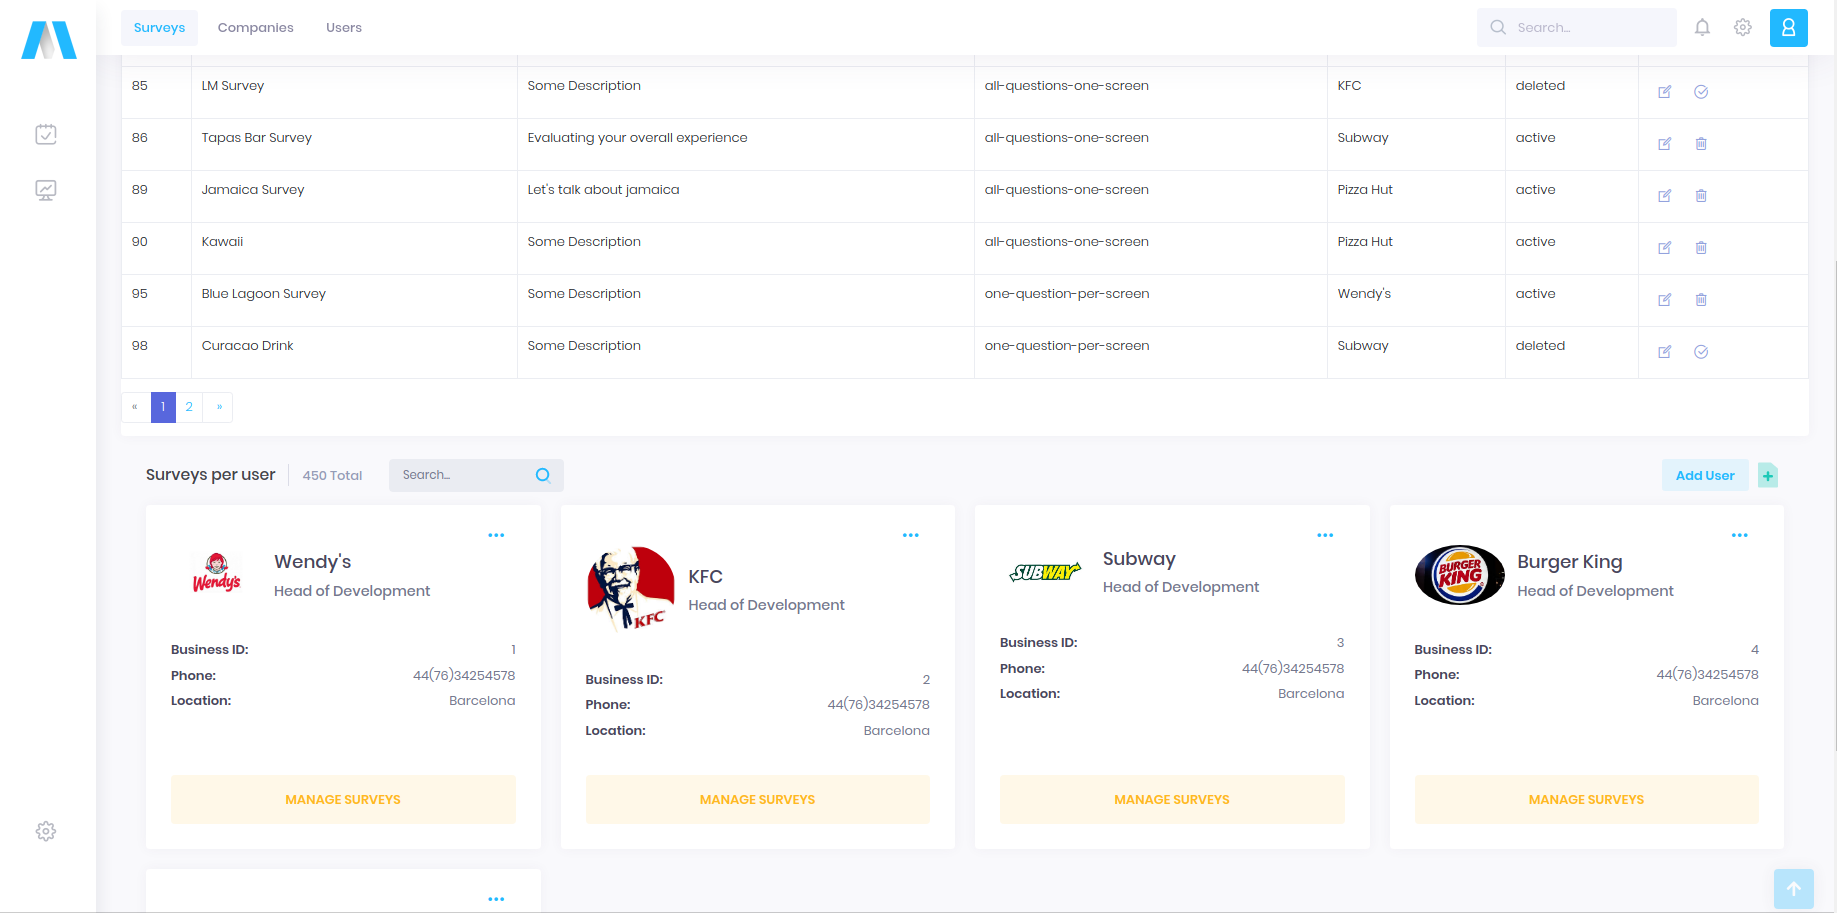 Surveys Companies Users Search...
85 LM Survey Some Description all-questions-one-screen KFC deleted
86 Tapas Bar Survey Evaluating your overall experience all-questions-one-screen Subway active
89 Jamaica Survey Let's talk about jamaica all-questions-one-screen Pizza Hut active
90 Kawaii Some Description all-questions-one-screen Pizza Hut active
95 Blue Lagoon Survey Some Description one-question-per-screen Wendy's active
98 Curacao Drink Some Description one-question-per-screen Subway deleted
« 1 2 »
Surveys per user 450 Total Search... Add User +
Wendy's
Wendy's
Head of Development
Business ID: 1
Phone: 44(76)34254578
Location: Barcelona
MANAGE SURVEYS
KFC
KFC
Head of Development
Business ID: 2
Phone: 44(76)34254578
Location: Barcelona
MANAGE SURVEYS
SUBWAY
Subway
Head of Development
Business ID: 3
Phone: 44(76)34254578
Location: Barcelona
MANAGE SURVEYS
BURGER
KING
Burger King
Head of Development
Business ID: 4
Phone: 44(76)34254578
Location: Barcelona
MANAGE SURVEYS